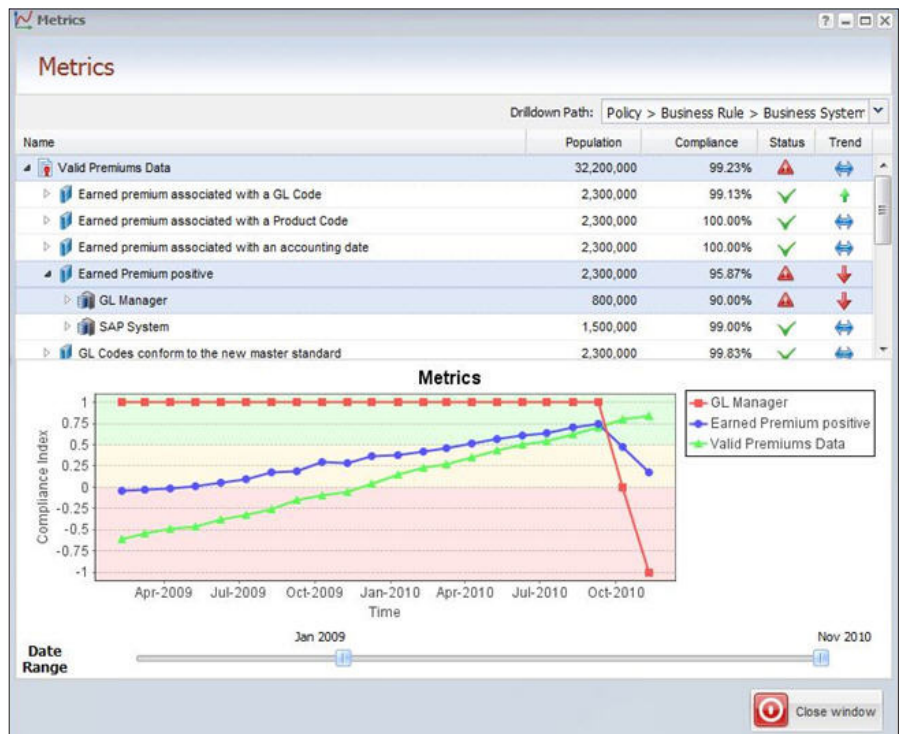 Metrics
Metrics
Drilldown Path: Policy > Business Rule > Business System
Name Population Compliance Status Trend
Valid Premiums Data 32,200,000 99.23%
Earned premium associated with a GL Code 2,300,000 99.13%
Earned premium associated with a Product Code 2,300,000 100.00%
Earned premium associated with an accounting date 2,300,000 100.00%
Earned Premium positive 2,300,000 95.87%
GL Manager 800,000 90.00%
SAP System 1,500,000 99.00%
GL Codes conform to the new master standard 2,300,000 99.83%
Metrics
1
0.75
0.5
0.25
0
-0.25
-0.5
-0.75
-1
Compliance Index
Apr-2009 Jul-2009 Oct-2009 Jan-2010 Apr-2010 Jul-2010 Oct-2010
Time
GL Manager
Earned Premium positive
Valid Premiums Data
Jan 2009 Nov 2010
Date
Range
Close window